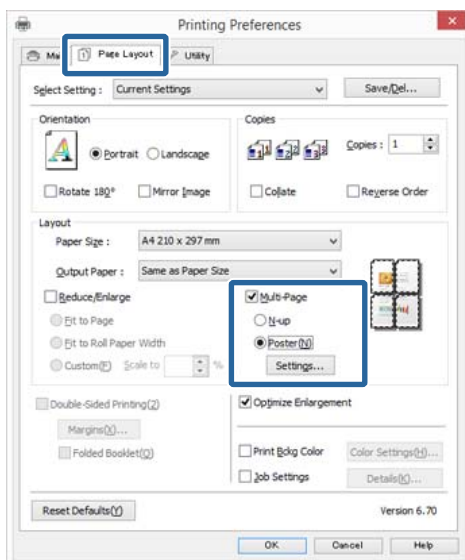 Printing Preferences
Page Layout
Utility
Select Setting : Current Settings Save/Del...
Orientation Copies
Portrait Landscape Copies : 1
Rotate 180° Mirror Image Collate Reverse Order
Layout
Paper Size : A4 210 x 297 mm
Output Paper : Same as Paper Size
Reduce/Enlarge Multi-Page
Fit to Page N-up
Fit to Roll Paper Width Poster(N)
Custom(F) Scale to % Settings...
Double-Sided Printing(2) Optimize Enlargement
Margins(X)...
Folded Booklet(Q) Print Bckg Color Color Settings(H)...
Job Settings Details(K)...
Reset Defaults(Y) Version 6.70
OK Cancel Help